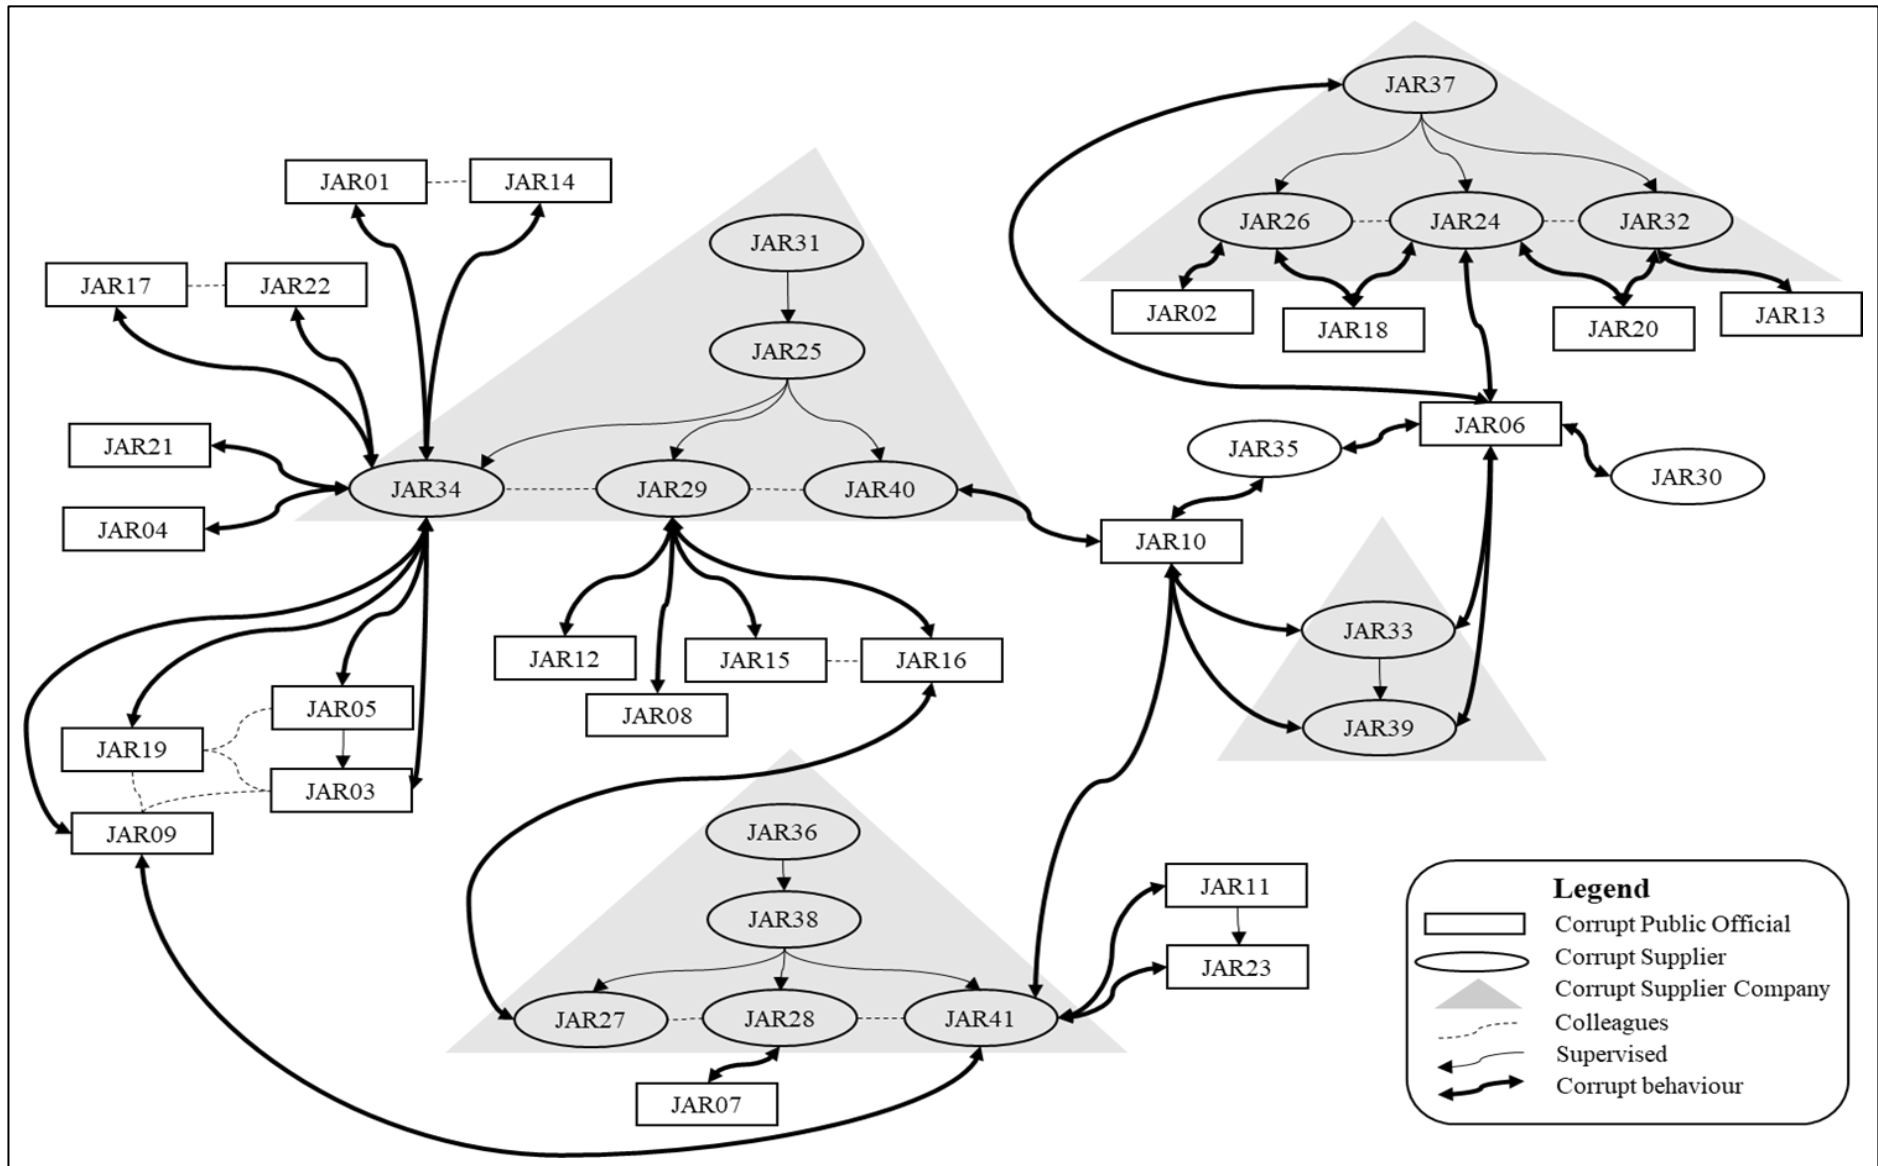 JAR37
JAR01
JAR14
JAR26
JAR24
JAR32
JAR31
JAR17
JAR22
JAR02
JAR18
JAR20
JAR13
JAR25
JAR06
JAR21
JAR35
JAR30
JAR34
JAR29
JAR40
JAR04
JAR10
JAR33
JAR12
JAR15
JAR16
JAR05
JAR08
JAR39
JAR19
JAR03
JAR09
JAR36
JAR11
JAR38
JAR23
JAR27
JAR28
JAR41
JAR07
Legend
Corrupt Public Official
Corrupt Supplier
Corrupt Supplier Company
Colleagues
Supervised
Corrupt behaviour